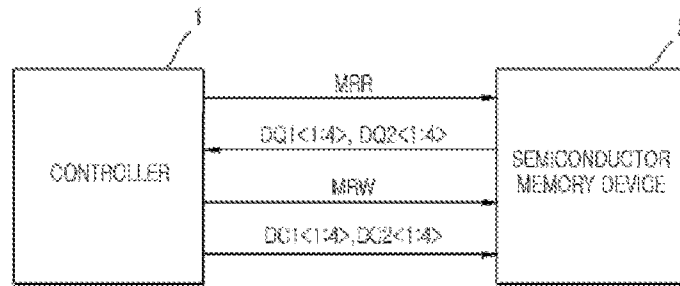 1
MRR
DQ1<1:4>, DQ2<1:4>
CONTROLLER
SEMICONDUCTOR
MEMORY DEVICE
MRW
DQ1<1:4>,DQ2<1:4>